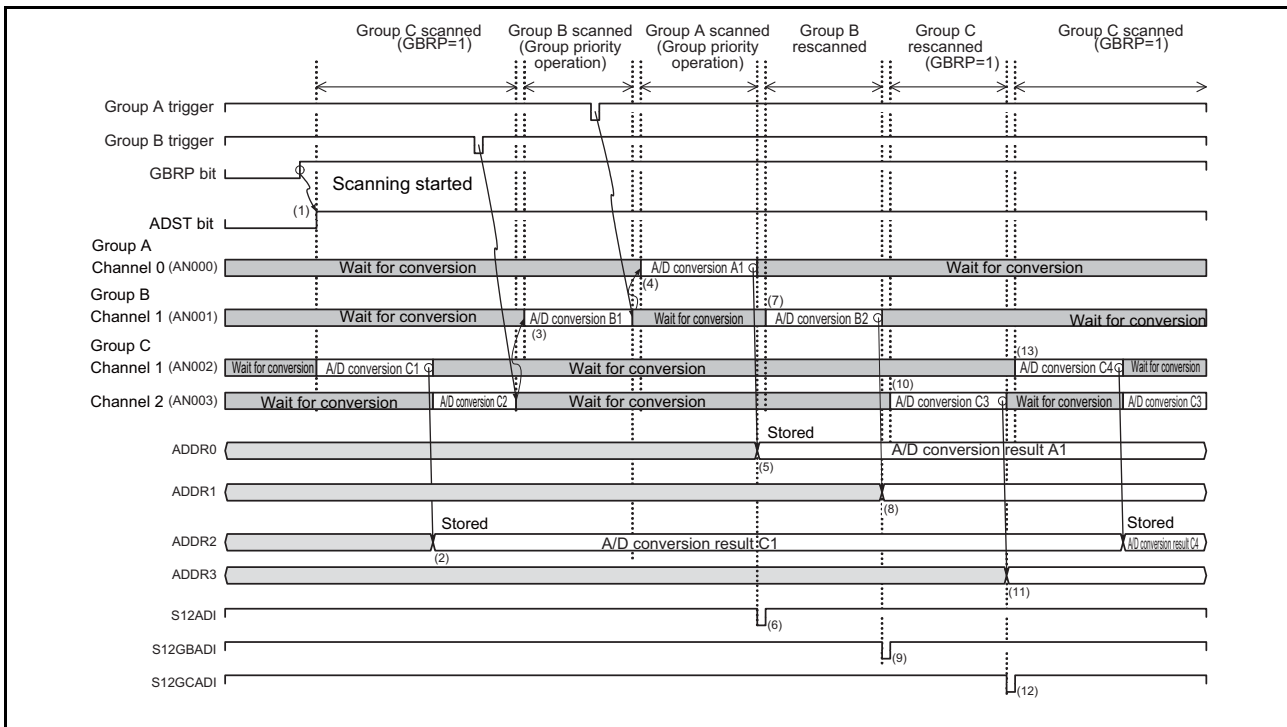 Group C scanned
(GBRP=1)
Group B scanned
(Group priority
operation)
Group A scanned
(Group priority
operation)
Group B
rescanned
Group C
rescanned
(GBRP=1)
Group C scanned
(GBRP=1)
Group A trigger
Group B trigger
GBRP bit
Scanning started
(1)
ADST bit
Group A
Channel 0 (AN000)
Wait for conversion
A/D conversion A1
Wait for conversion
(4)
Group B
(7)
Channel 1 (AN001)
Wait for conversion
A/D conversion B1
Wait for conversion
A/D conversion B2
Wait for conversion
(3)
Group C
(13)
Channel 1 (AN002)
Wait for conversion
A/D conversion C1
Wait for conversion
A/D conversion C4
Wait for conversion
(10)
Channel 2 (AN003)
Wait for conversion
A/D conversion C2
Wait for conversion
A/D conversion C3
Wait for conversion
A/D conversion C3
Stored
ADDR0
A/D conversion result A1
(5)
ADDR1
(8)
Stored
Stored
ADDR2
A/D conversion result C1
A/D conversion result C4
(2)
ADDR3
(11)
S12ADI
(6)
S12GBADI
(9)
S12GCADI
(12)